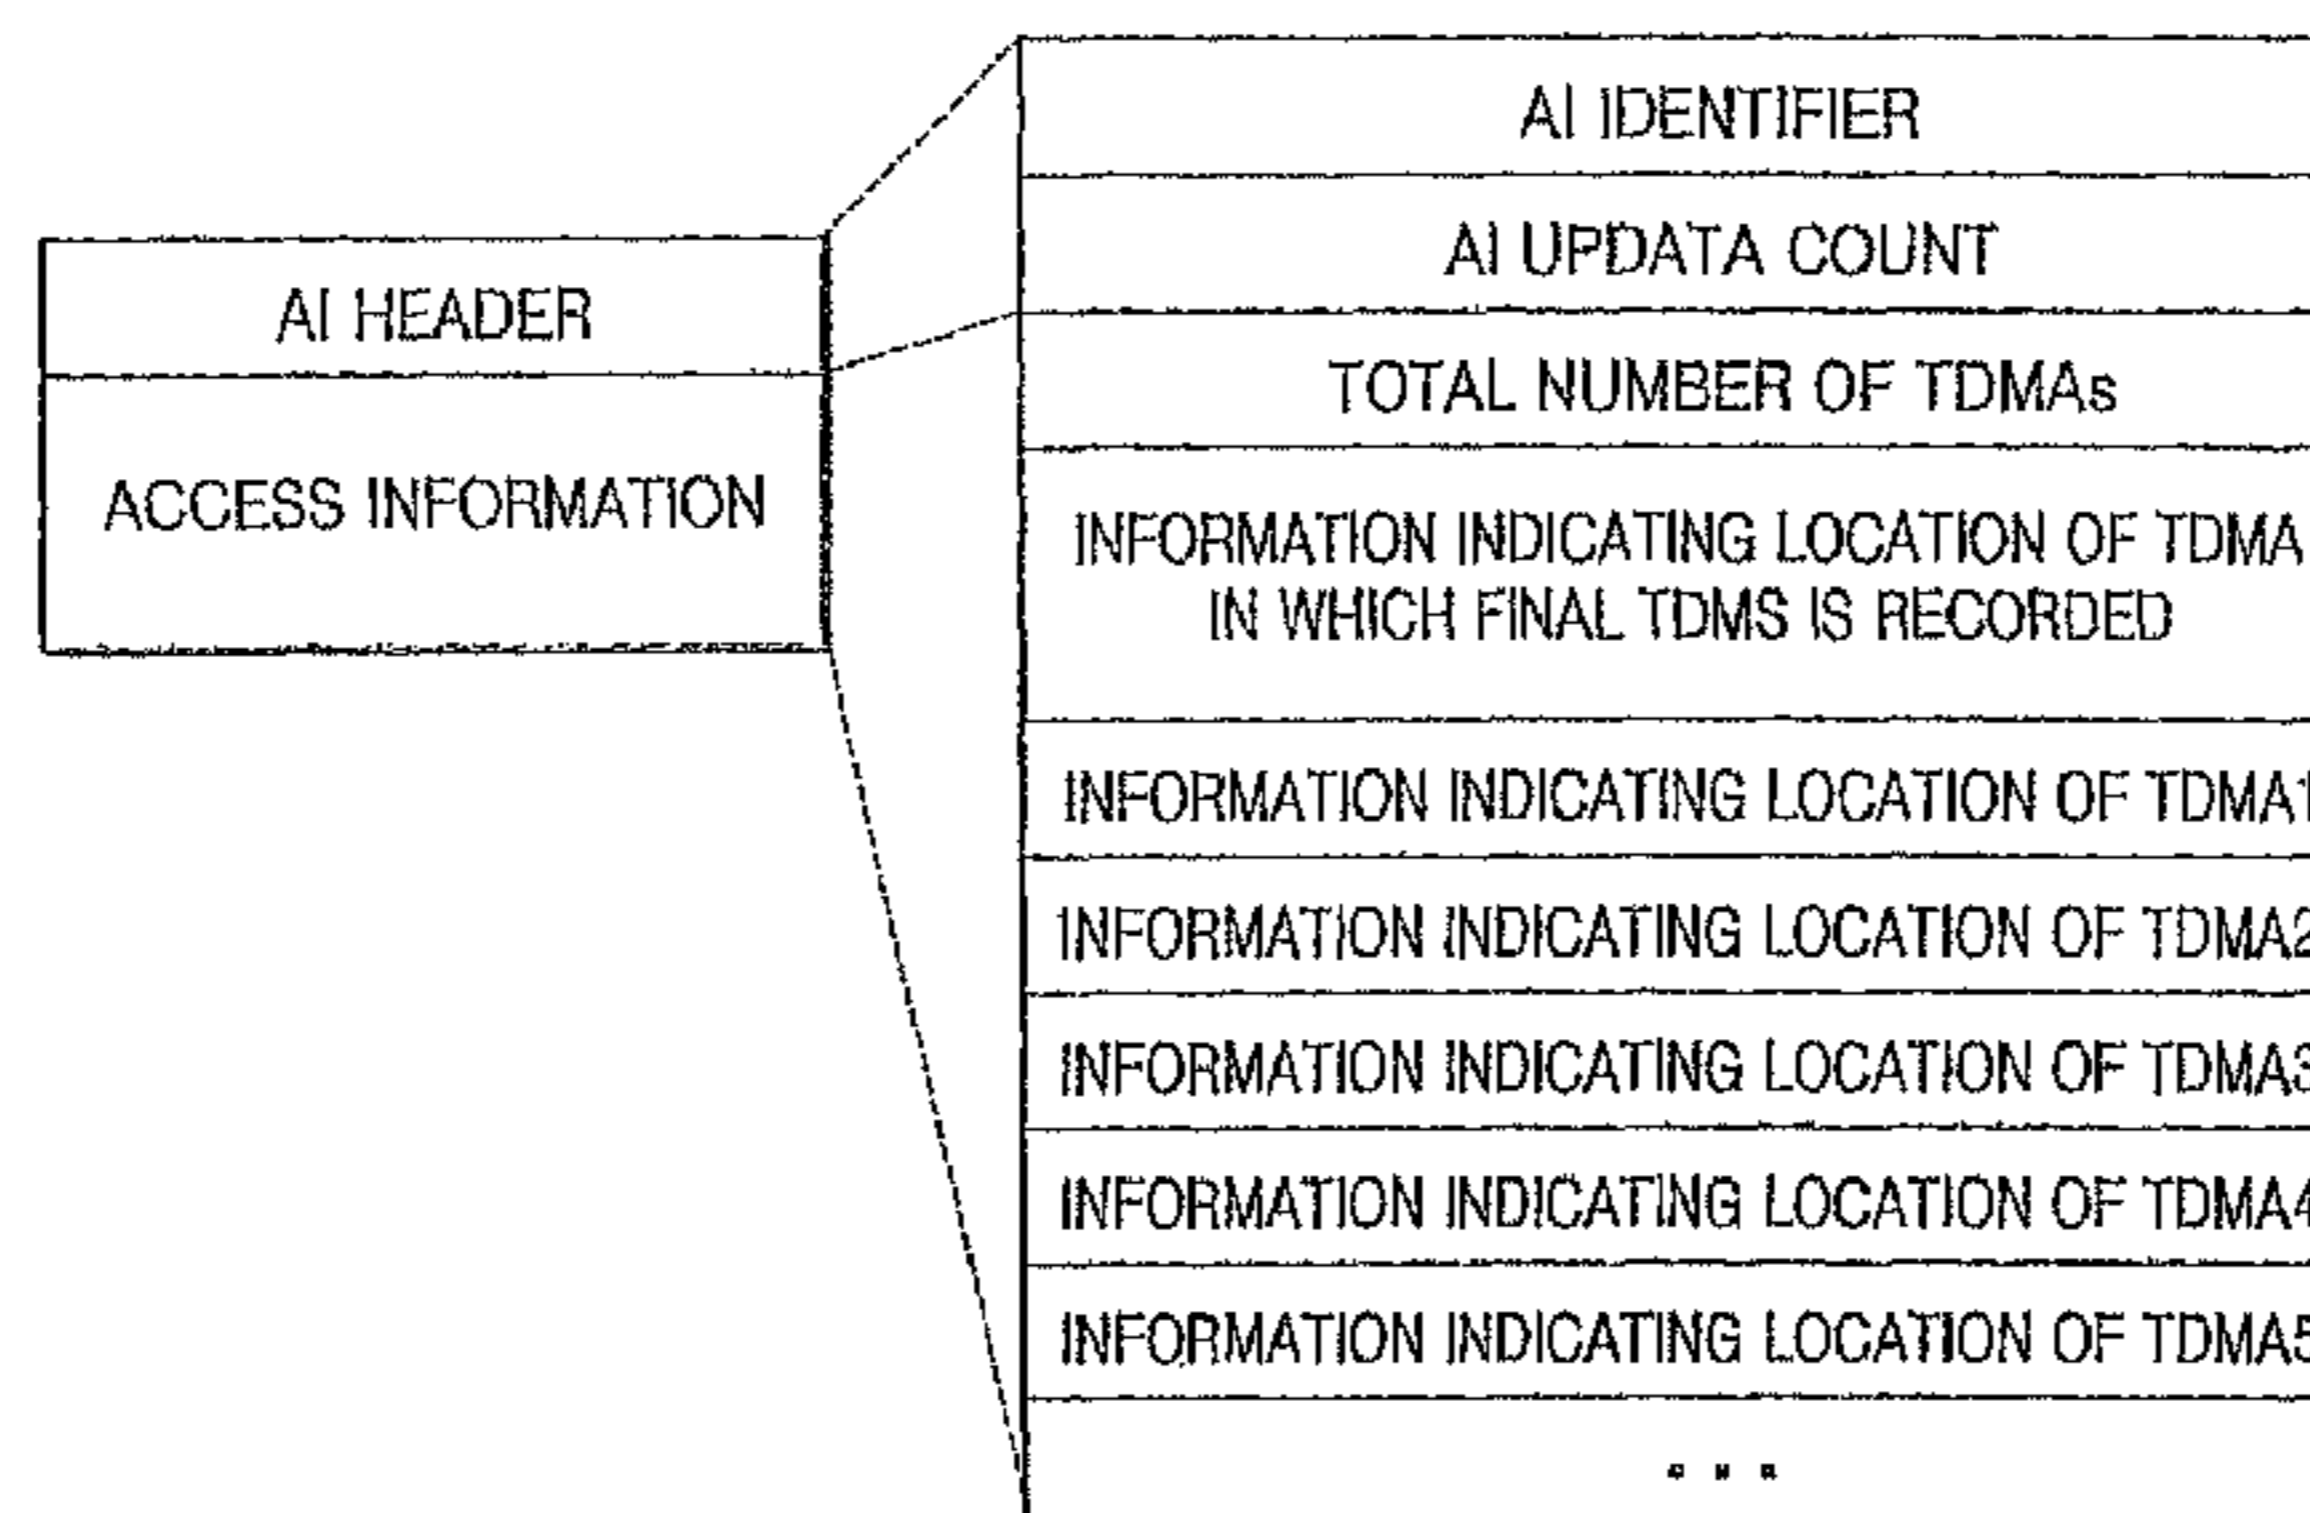 AI HEADER
ACCESS INFORMATION
AI IDENTIFIER
AI UPDATA COUNT
TOTAL NUMBER OF TDMAs
INFORMATION INDICATING LOCATION OF TDMA
IN WHICH FINAL TDMS IS RECORDED
INFORMATION INDICATING LOCATION OF TDMA1
INFORMATION INDICATING LOCATION OF TDMA2
INFORMATION INDICATING LOCATION OF TDMA3
INFORMATION INDICATING LOCATION OF TDMA4
INFORMATION INDICATING LOCATION OF TDMA5
...